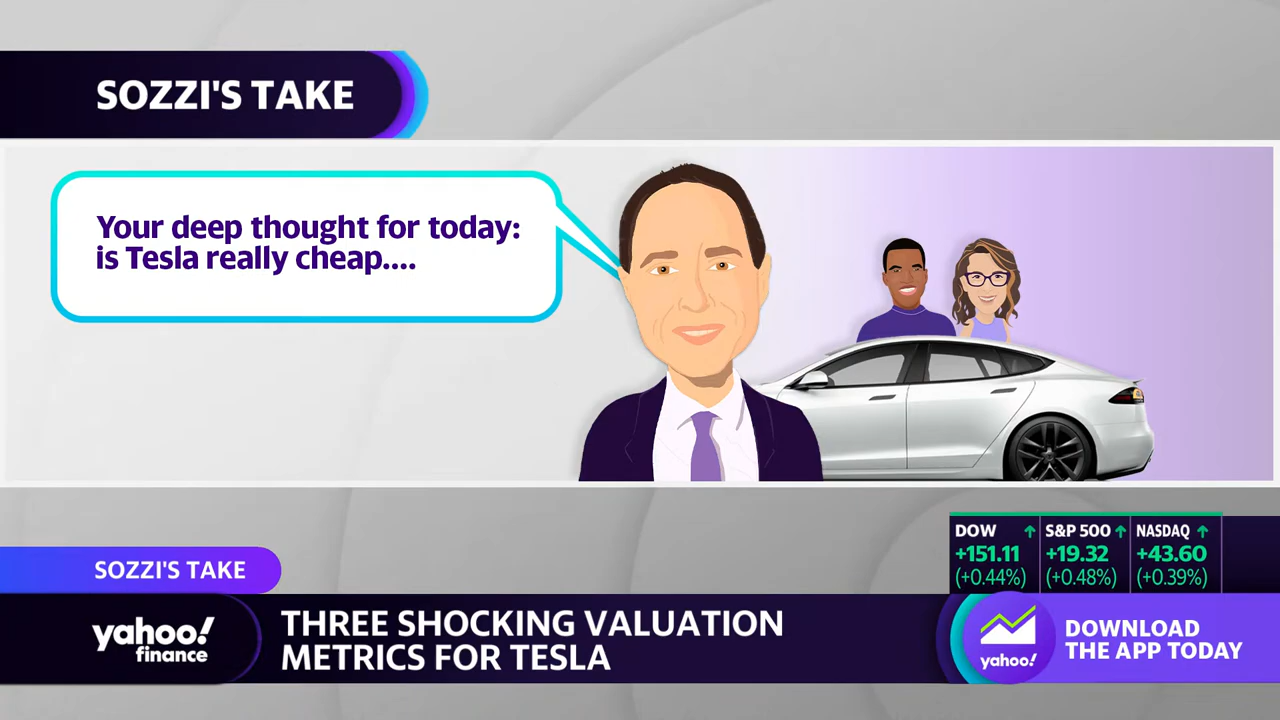 SOZZI'S TAKE
Your deep thought for today:
is Tesla really cheap....
DOW
+151.11
(+0.44%)
S&P 500
+19.32
(+0.48%)
NASDAQ
+43.60
(+0.39%)
SOZZI'S TAKE
yahoo!
finance
THREE SHOCKING VALUATION
METRICS FOR TESLA
yahoo!
DOWNLOAD
THE APP TODAY